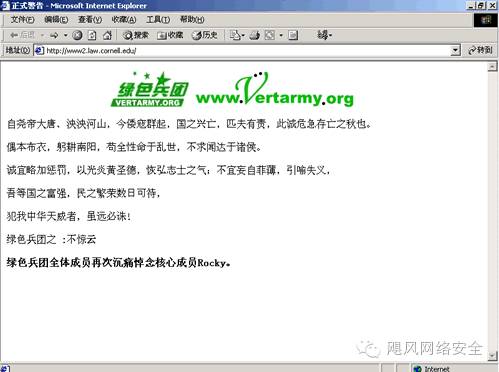 正式警告 - Microsoft Internet Explorer
文件(F) 编辑(E) 查看(V) 收藏(A) 工具(T) 帮助(H)
后退 搜索 收藏 历史
地址(D) http://www2.law.cornell.edu/ 转到
绿色兵团
VERTARMY.ORG
www.Vertarmy.org
自尧帝大唐、泱泱河山，今倭寇群起，国之兴亡，匹夫有责，此诚危急存亡之秋也。
偶本布衣，躬耕南阳，苟全性命于乱世，不求闻达于诸侯。
诚宜略加惩罚，以光炎黄圣德，恢弘志士之气；不宜妄自菲薄，引喻失义，
吾等国之富强，民之繁荣数日可待，
犯我中华天威者，虽远必诛！
绿色兵团之 :不惊云
绿色兵团全体成员再次沉痛悼念核心成员Rocky。
飓风网络安全
Internet